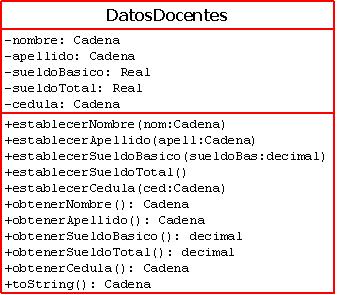 DatosDocentes
-nombre: Cadena
-apellido: Cadena
-sueldoBasico: Real
-sueldoTotal: Real
-cedula: Cadena
+establecerNombre(nom:Cadena)
+establecerApellido(apell:Cadena)
+establecerSueldoBasico(sueldoBas:decimal)
+establecerSueldoTotal()
+establecerCedula(ced:Cadena)
+obtenerNombre(): Cadena
+obtenerApellido(): Cadena
+obtenerSueldoBasico(): decimal
+obtenerSueldoTotal(): decimal
+obtenerCedula(): Cadena
+toString(): Cadena